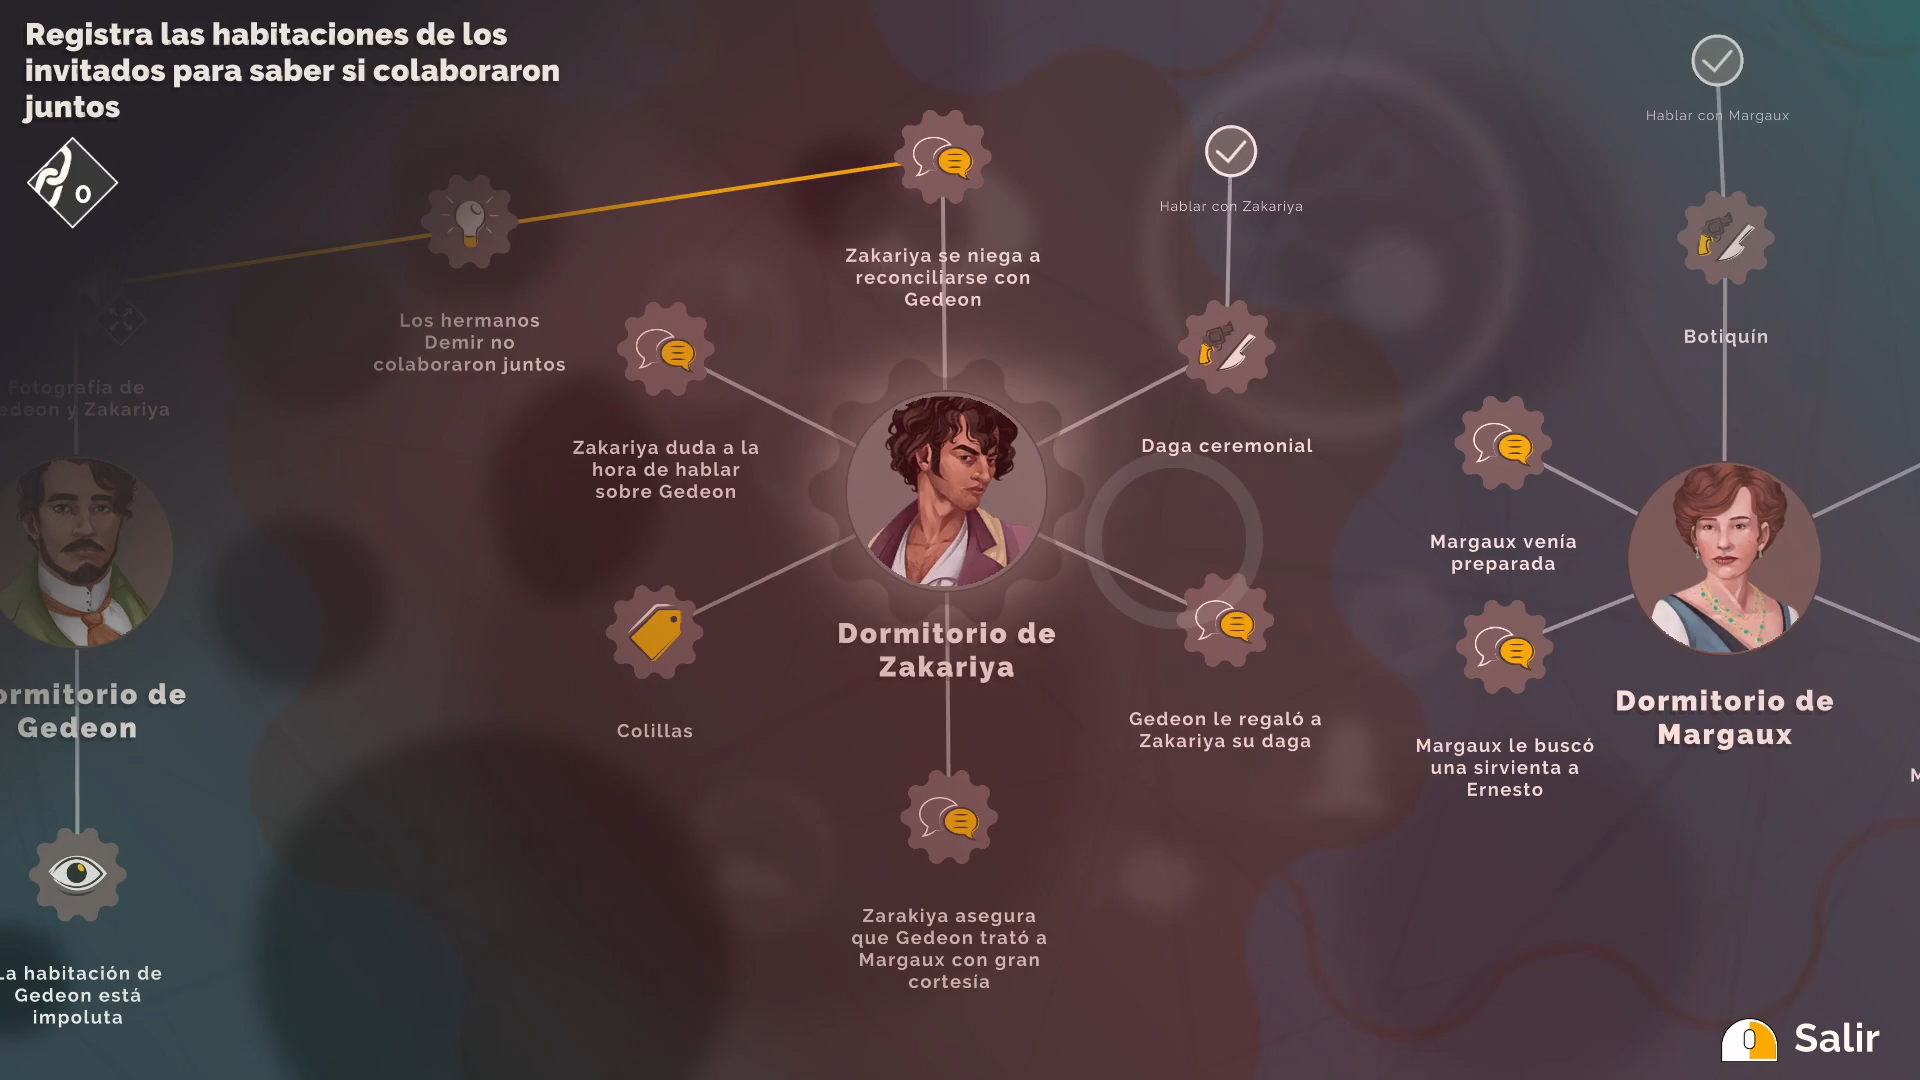 Registra las habitaciones de los
invitados para saber si colaboraron
juntos
0
Hablar con Margaux
Hablar con Zakariya
Zakariya se niega a
reconciliarse con
Gedeon
Los hermanos
Demir no
colaboraron juntos
Botiquín
Fotografía de
edeon y Zakariya
Zakariya duda a la
hora de hablar
sobre Gedeon
Daga ceremonial
Margaux venía
preparada
Dormitorio de
Zakariya
ormitorio de
Gedeon
Dormitorio de
Margaux
Colillas
Gedeon le regaló a
Zakariya su daga
Margaux le buscó
una sirvienta a
Ernesto
M
Zarakiya asegura
que Gedeon trató a
Margaux con gran
cortesía
La habitación de
Gedeon está
impoluta
Salir